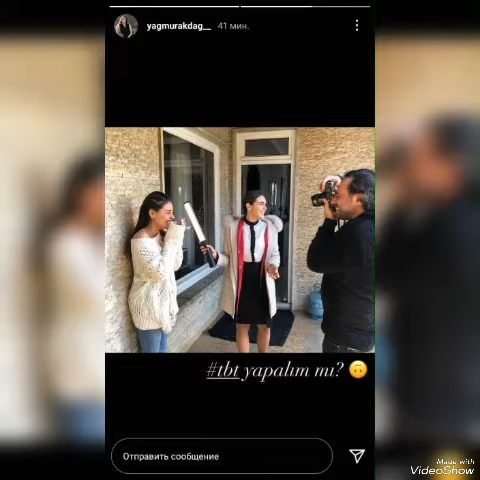 yagmurakdag__ 41 мин.
#tbt yapalım mı? 🙃
Отправить сообщение
Made with
VideoShow